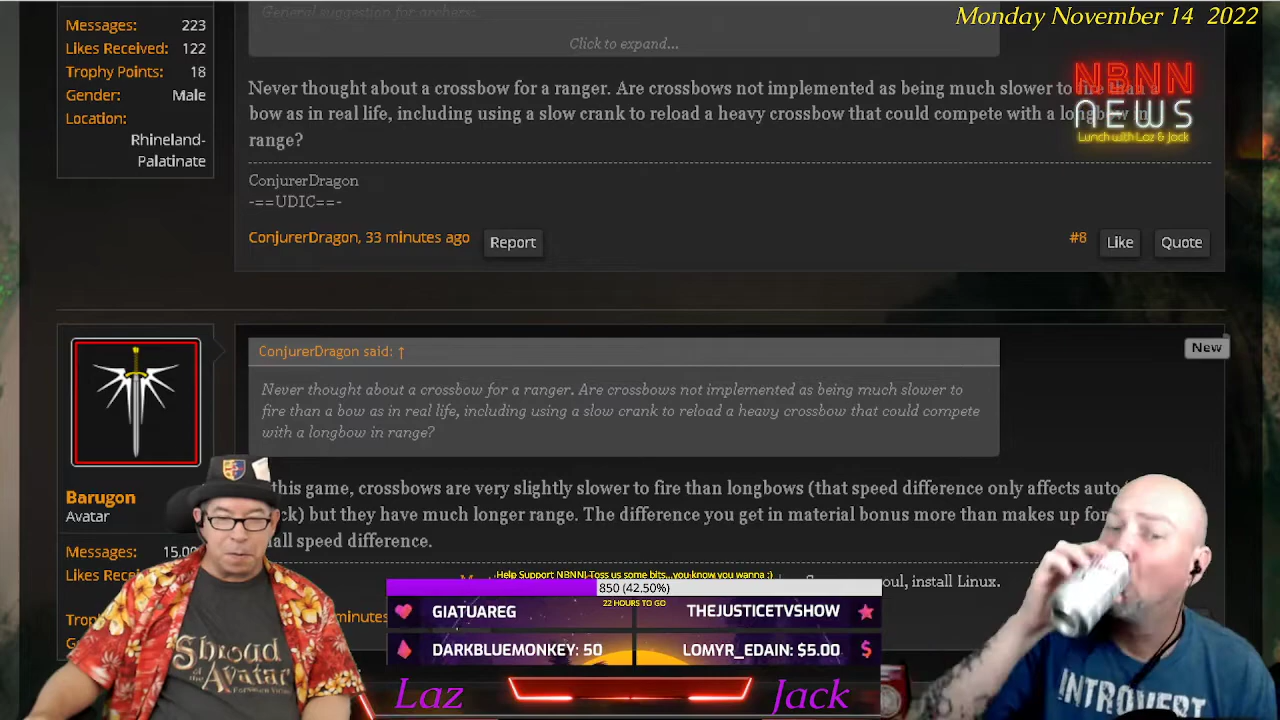 General suggestion for archers.
Monday November 14 2022
Messages: 223
Likes Received: 122
Trophy Points: 18
Gender: Male
Location:
Rhineland-
Palatinate
Click to expand...
Never thought about a crossbow for a ranger. Are crossbows not implemented as being much slower to fire than a
bow as in real life, including using a slow crank to reload a heavy crossbow that could compete with a longbow in
range?
NBNN
NEWS
Lunch with Laz & Jack
ConjurerDragon
-==UDIC==-
ConjurerDragon, 33 minutes ago
Report
#8
Like
Quote
ConjurerDragon said: ↑
New
Never thought about a crossbow for a ranger. Are crossbows not implemented as being much slower to
fire than a bow as in real life, including using a slow crank to reload a heavy crossbow that could compete
with a longbow in range?
Barugon
Avatar
Messages:
Likes
this game, crossbows are very slightly slower to fire than longbows (that speed difference only affects
but they have much longer range. The difference you get in material bonus more than makes up for
speed difference.
install Linux.
minutes
Help Support NBNN! Toss us some bits...you know you wanna :)
850 (42.50%)
22 HOURS TO GO
GIATUAREG
THEJUSTICETVSHOW
DARKBLUEMONKEY: 50
LOMYR_EDAIN: $5.00
Laz
Jack
Shroud
of the
Avatar
INTROVERT